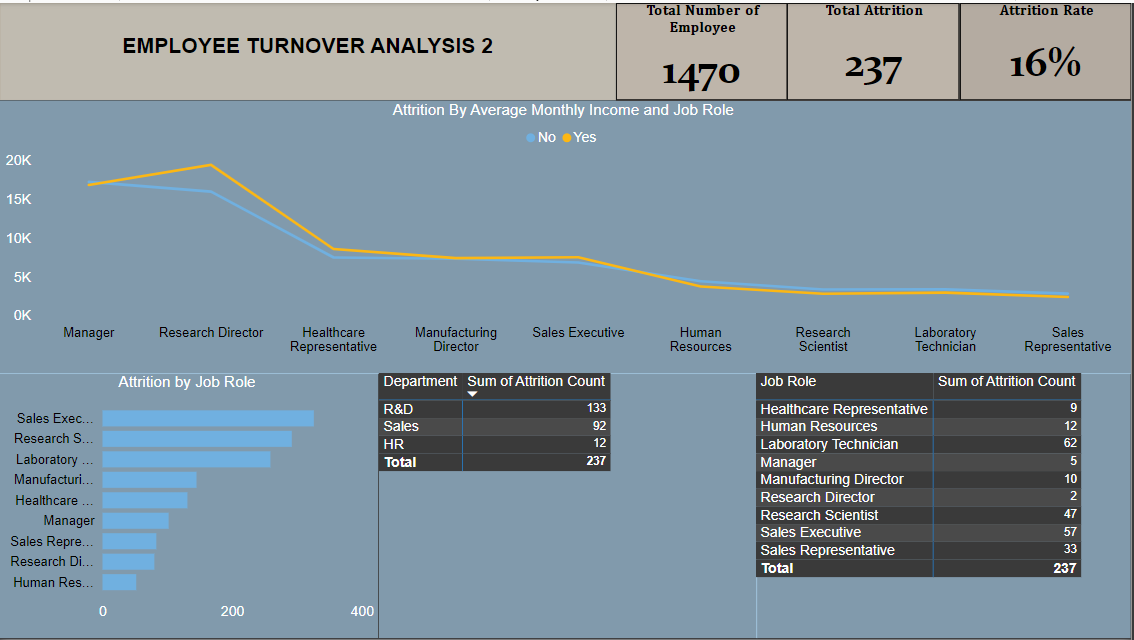 EMPLOYEE TURNOVER ANALYSIS 2
Total Number of
Employee
1470
Total Attrition
237
Attrition Rate
16%
Attrition By Average Monthly Income and Job Role
No Yes
20K
15K
10K
5K
0K
Manager
Research Director
Healthcare
Representative
Manufacturing
Director
Sales Executive
Human
Resources
Research
Scientist
Laboratory
Technician
Sales
Representative
Attrition by Job Role
Sales Exec...
Research S...
Laboratory ...
Manufacturi...
Healthcare ...
Manager
Sales Repre...
Research Di...
Human Res...
0 200 400
Department Sum of Attrition Count
R&D 133
Sales 92
HR 12
Total 237
Job Role Sum of Attrition Count
Healthcare Representative 9
Human Resources 12
Laboratory Technician 62
Manager 5
Manufacturing Director 10
Research Director 2
Research Scientist 47
Sales Executive 57
Sales Representative 33
Total 237